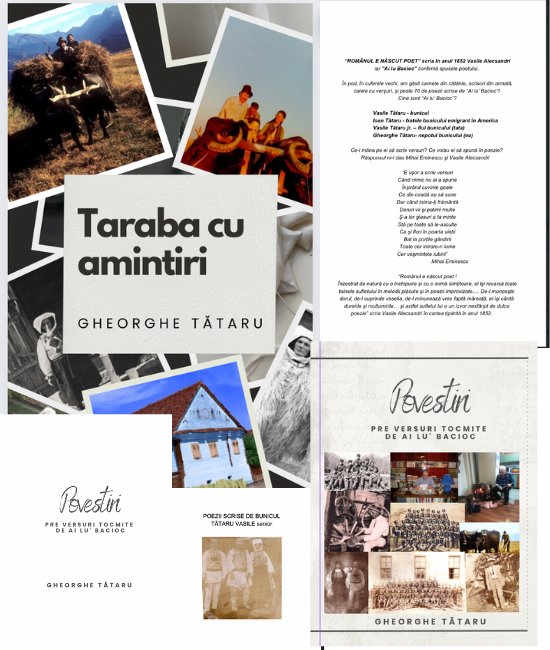 Taraba cu
amintiri
GHEORGHE TĂTARU
"ROMÂNUL E NĂSCUT POET" scria în anul 1852 Vasile Alecsandri
iar "Ai lu Bacioc" confirmă spusele poetului.
În pod, în cuferele vechi, am găsit carnete din cătănie, scrisori din armată,
caiete cu verșuri, și peste 70 de poezii scrise de "Ai lu' Bacioc".
Cine sunt "Ai lu' Bacioc"?
Vasile Tătaru - bunicul
Ioan Tătaru - fratele bunicului emigrant în America
Vasile Tătaru jr. – fiul bunicului (tata)
Gheorghe Tătaru- nepotul bunicului (eu)
Ce-i mâna pe ei să scrie versuri? Ce voiau ei să spună în poezie?
Răspunsul ni-l dau Mihai Eminescu și Vasile Alecsandri
"E ușor a scrie versuri
Când nimic nu ai a spune
Înșirând cuvinte goale
Ce din coadă au să sune
Dar când inima-ți frământă
Doruri vii și patimi multe
Ș-a lor glasuri a ta minte
Stă pe toate să le-asculte
Ca și flori în poarta vieții
Bat la porțile gândirii
Toate cer intrare-n lume
Cer veșmintele iubirii"
Mihai Eminescu
"Românul e născut poet !
Înzestrat de natură cu o închipuire și cu o inimă simțitoare, el își revarsă toate
tainele sufletului în melodii plăcute și în poezii improvizate.... De-l muncește
dorul, de-l cuprinde veselia, de-l minunează vreo faptă măreață, el își cântă
durerile și mulțumirile... și astfel sufletul lui e un izvor nesfârșit de dulce
poezie" scrie Vasile Alecsandri în cartea tipărită în anul 1852.
Povestiri
PRE VERSURI TOCMITE
DE AI LU' BACIOC
GHEORGHE TĂTARU
POEZII SCRISE DE BUNICUL
TĂTARU VASILE senior
Povestiri
PRE VERSURI TOCMITE
DE AI LU' BACIOC
GHEORGHE TĂTARU